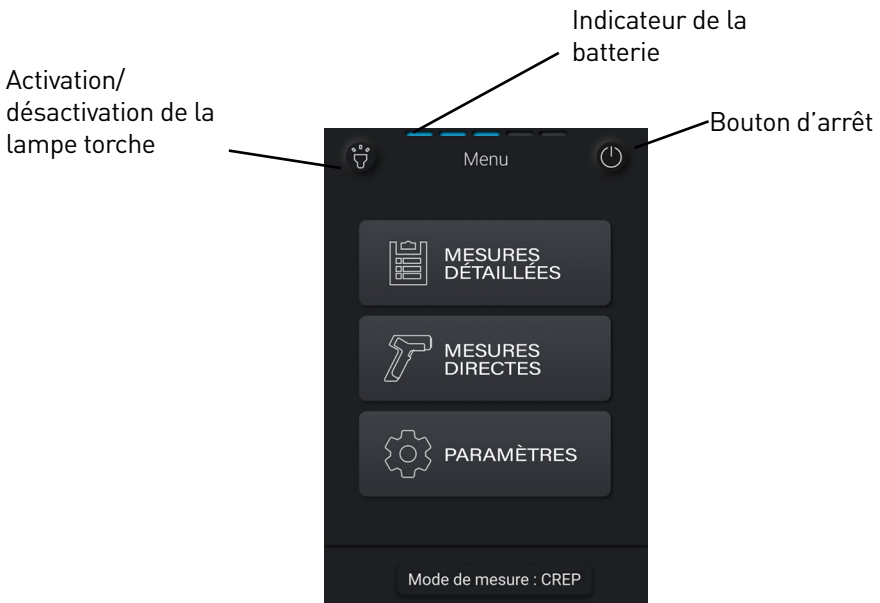 Indicateur de la
batterie
Activation/
désactivation de la
lampe torche
Bouton d’arrêt
Menu
MESURES
DÉTAILLÉES
MESURES
DIRECTES
PARAMÈTRES
Mode de mesure : CREP